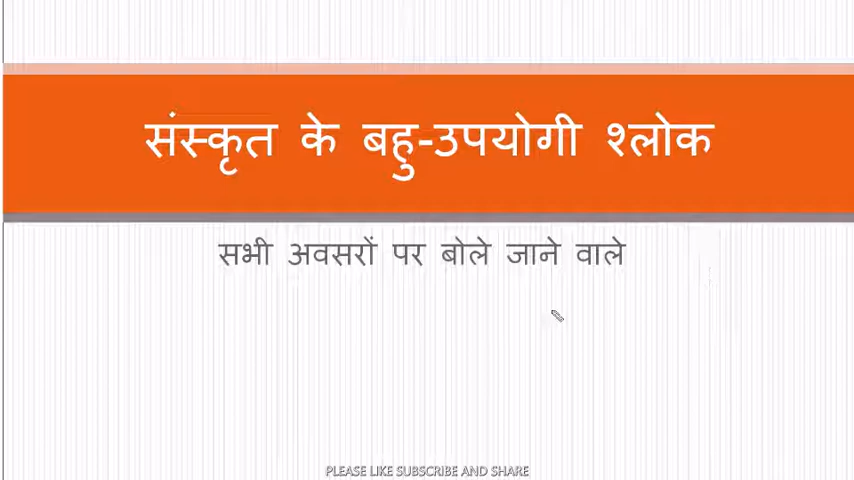 संस्कृत के बहु-उपयोगी श्लोक
सभी अवसरों पर बोले जाने वाले
PLEASE LIKE SUBSCRIBE AND SHARE